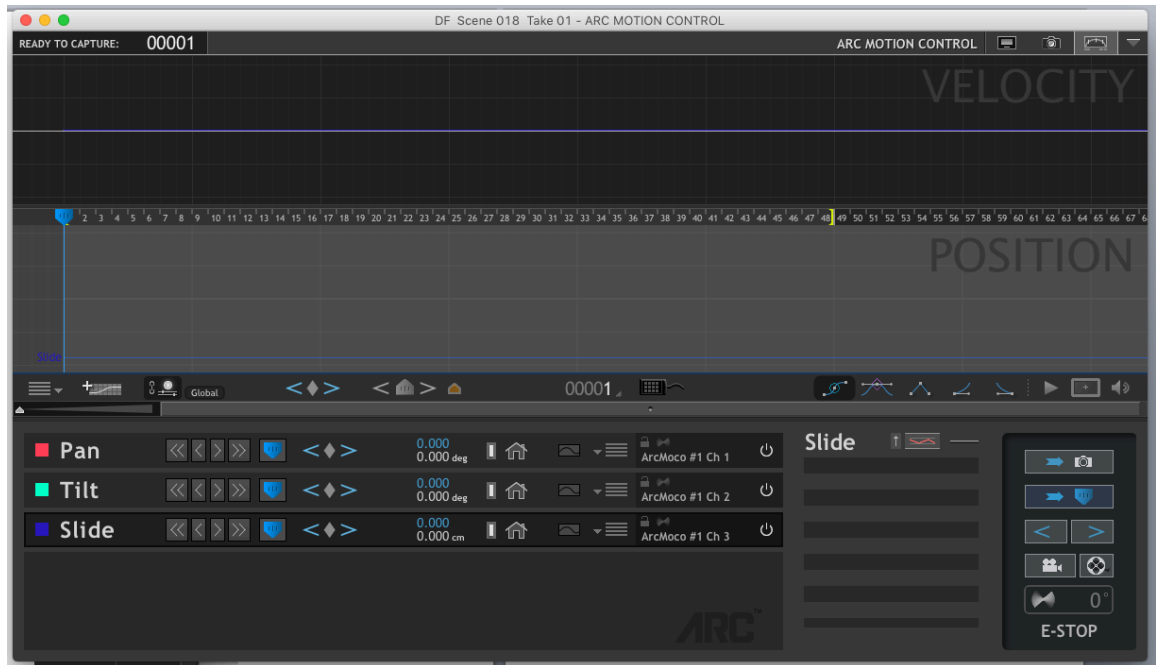 DF Scene 018 Take 01 - ARC MOTION CONTROL
READY TO CAPTURE: 00001 ARC MOTION CONTROL
VELOCITY
2 3 4 5 6 7 8 9 10 11 12 13 14 15 16 17 18 19 20 21 22 23 24 25 26 27 28 29 30 31 32 33 34 35 36 37 38 39 40 41 42 43 44 45 46 47 48 49 50 51 52 53 54 55 56 57 58 59 60 61 62 63 64 65 66 67 6
POSITION
Slide
Global 00001
Pan 0.000
0.000 deg ArcMoco #1 Ch 1
Tilt 0.000
0.000 deg ArcMoco #1 Ch 2
Slide 0.000
0.000 cm ArcMoco #1 Ch 3
ARC™
Slide
0°
E-STOP